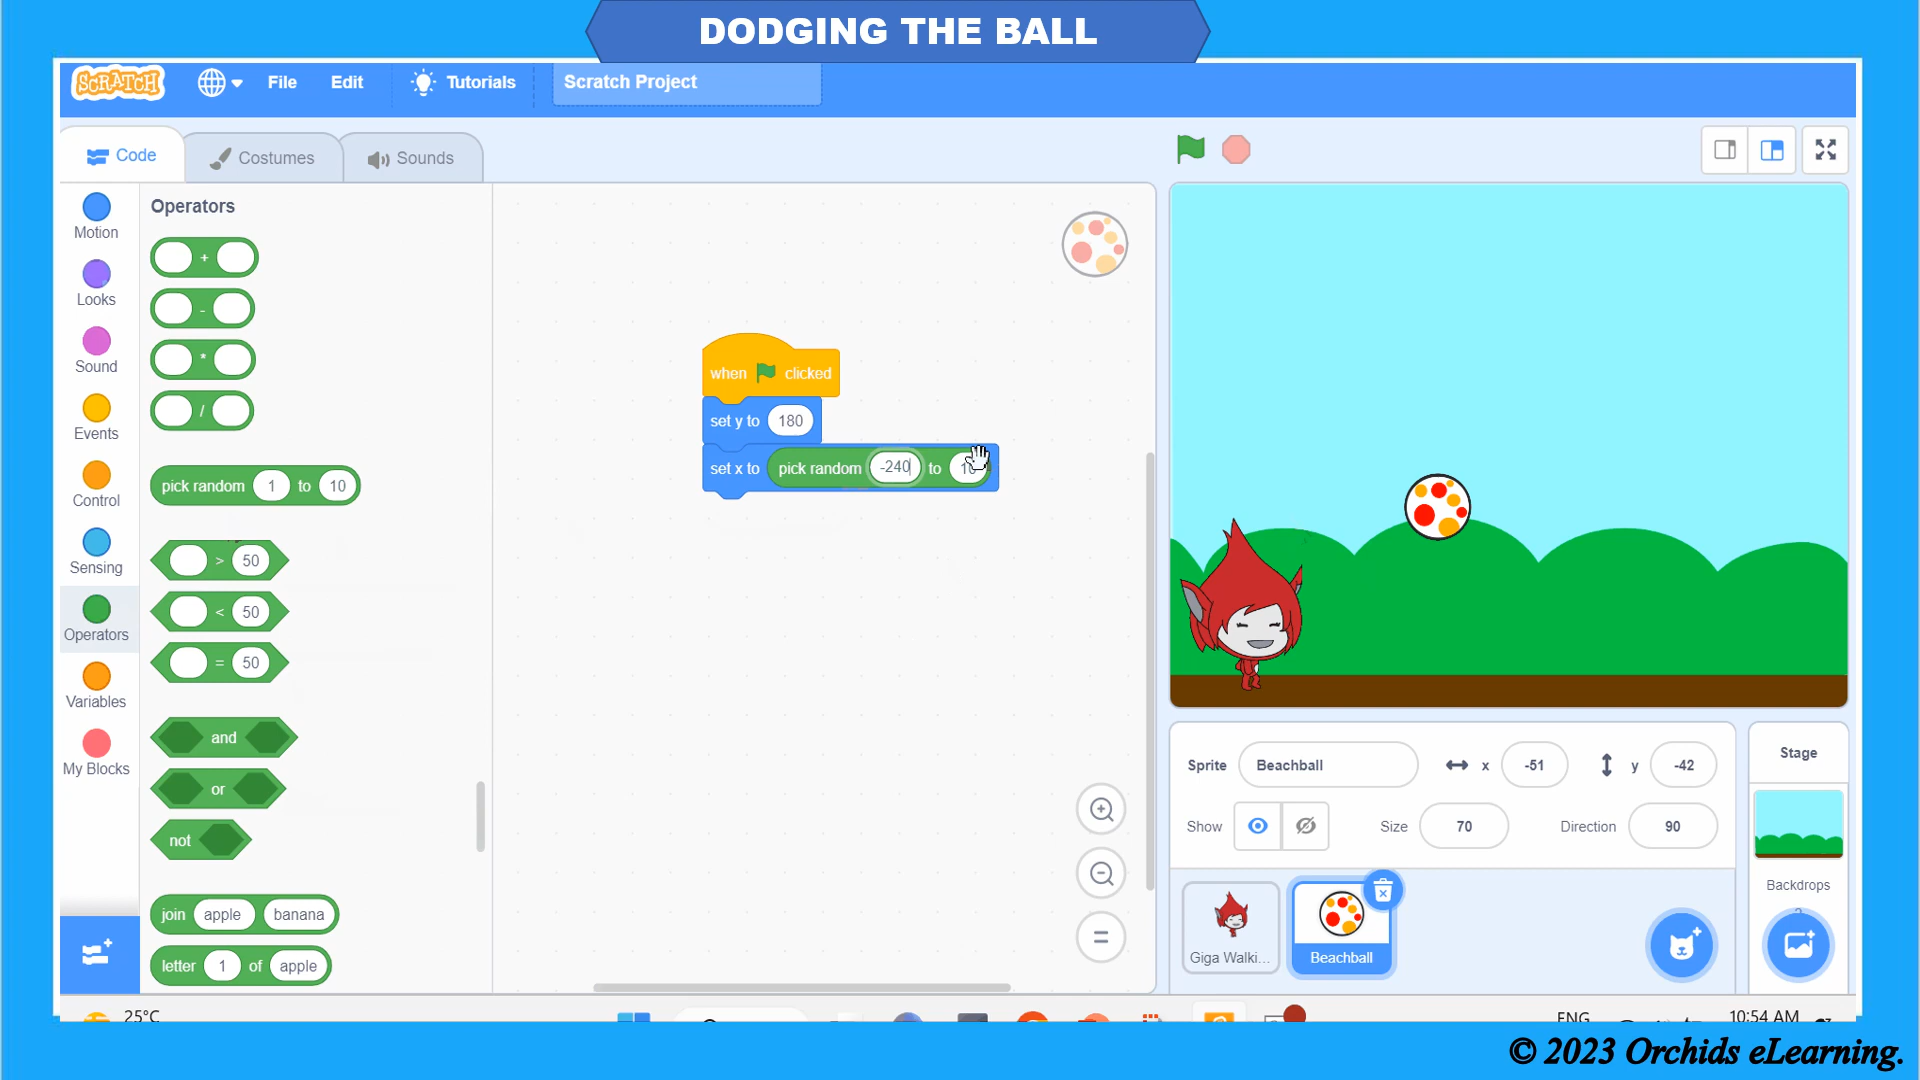 DODGING THE BALL
SCRATCH File Edit Tutorials Scratch Project
Code Costumes Sounds
Motion
Looks
Sound
Events
Control
Sensing
Operators
Variables
My Blocks
Operators
+
-
*
/
pick random 1 to 10
> 50
< 50
= 50
and
or
not
join apple banana
letter 1 of apple
when clicked
set y to 180
set x to pick random -240 to 10
Sprite Beachball x -51 y -42
Show Size 70 Direction 90
Giga Walki...
Beachball
Stage
Backdrops
25°C
ENG
10:54 AM
© 2023 Orchids eLearning.